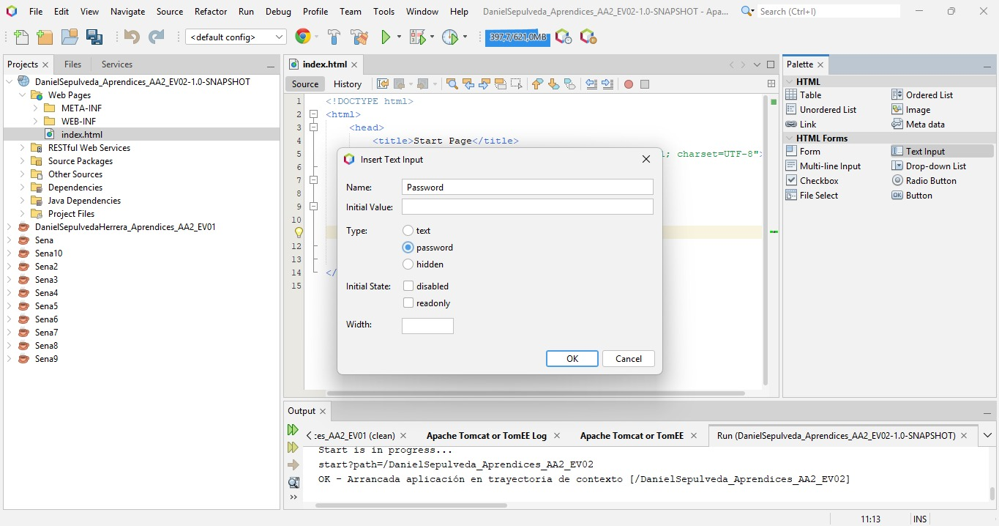 File Edit View Navigate Source Refactor Run Debug Profile Team Tools Window Help DanielSepulveda_Aprendices_AA2_EV02-1.0-SNAPSHOT - Apa... Search (Ctrl+I)
<default config> 397,7/621,0MB
Projects Files Services
DanielSepulveda_Aprendices_AA2_EV02-1.0-SNAPSHOT
Web Pages
META-INF
WEB-INF
index.html
RESTful Web Services
Source Packages
Other Sources
Dependencies
Java Dependencies
Project Files
DanielSepulvedaHerrera_Aprendices_AA2_EV01
Sena
Sena10
Sena2
Sena3
Sena4
Sena5
Sena6
Sena7
Sena8
Sena9
index.html
Source History
1 <!DOCTYPE html>
2 <html>
3 <head>
4 <title>Start Page</title>
5 l; charset=UTF-8">
6
7
8
9
10
12
13
14 </
15
Insert Text Input
Name: Password
Initial Value:
Type: text
password
hidden
Initial State: disabled
readonly
Width:
OK Cancel
Palette
HTML
Table Ordered List
Unordered List Image
Link Meta data
HTML Forms
Form Text Input
Multi-line Input Drop-down List
Checkbox Radio Button
File Select OK Button
Output
:es_AA2_EV01 (clean) Apache Tomcat or TomEE Log Apache Tomcat or TomEE Run (DanielSepulveda_Aprendices_AA2_EV02-1.0-SNAPSHOT)
Start is in progress...
start?path=/DanielSepulveda_Aprendices_AA2_EV02
OK - Arrancada aplicación en trayectoria de contexto [/DanielSepulveda_Aprendices_AA2_EV02]
11:13 INS